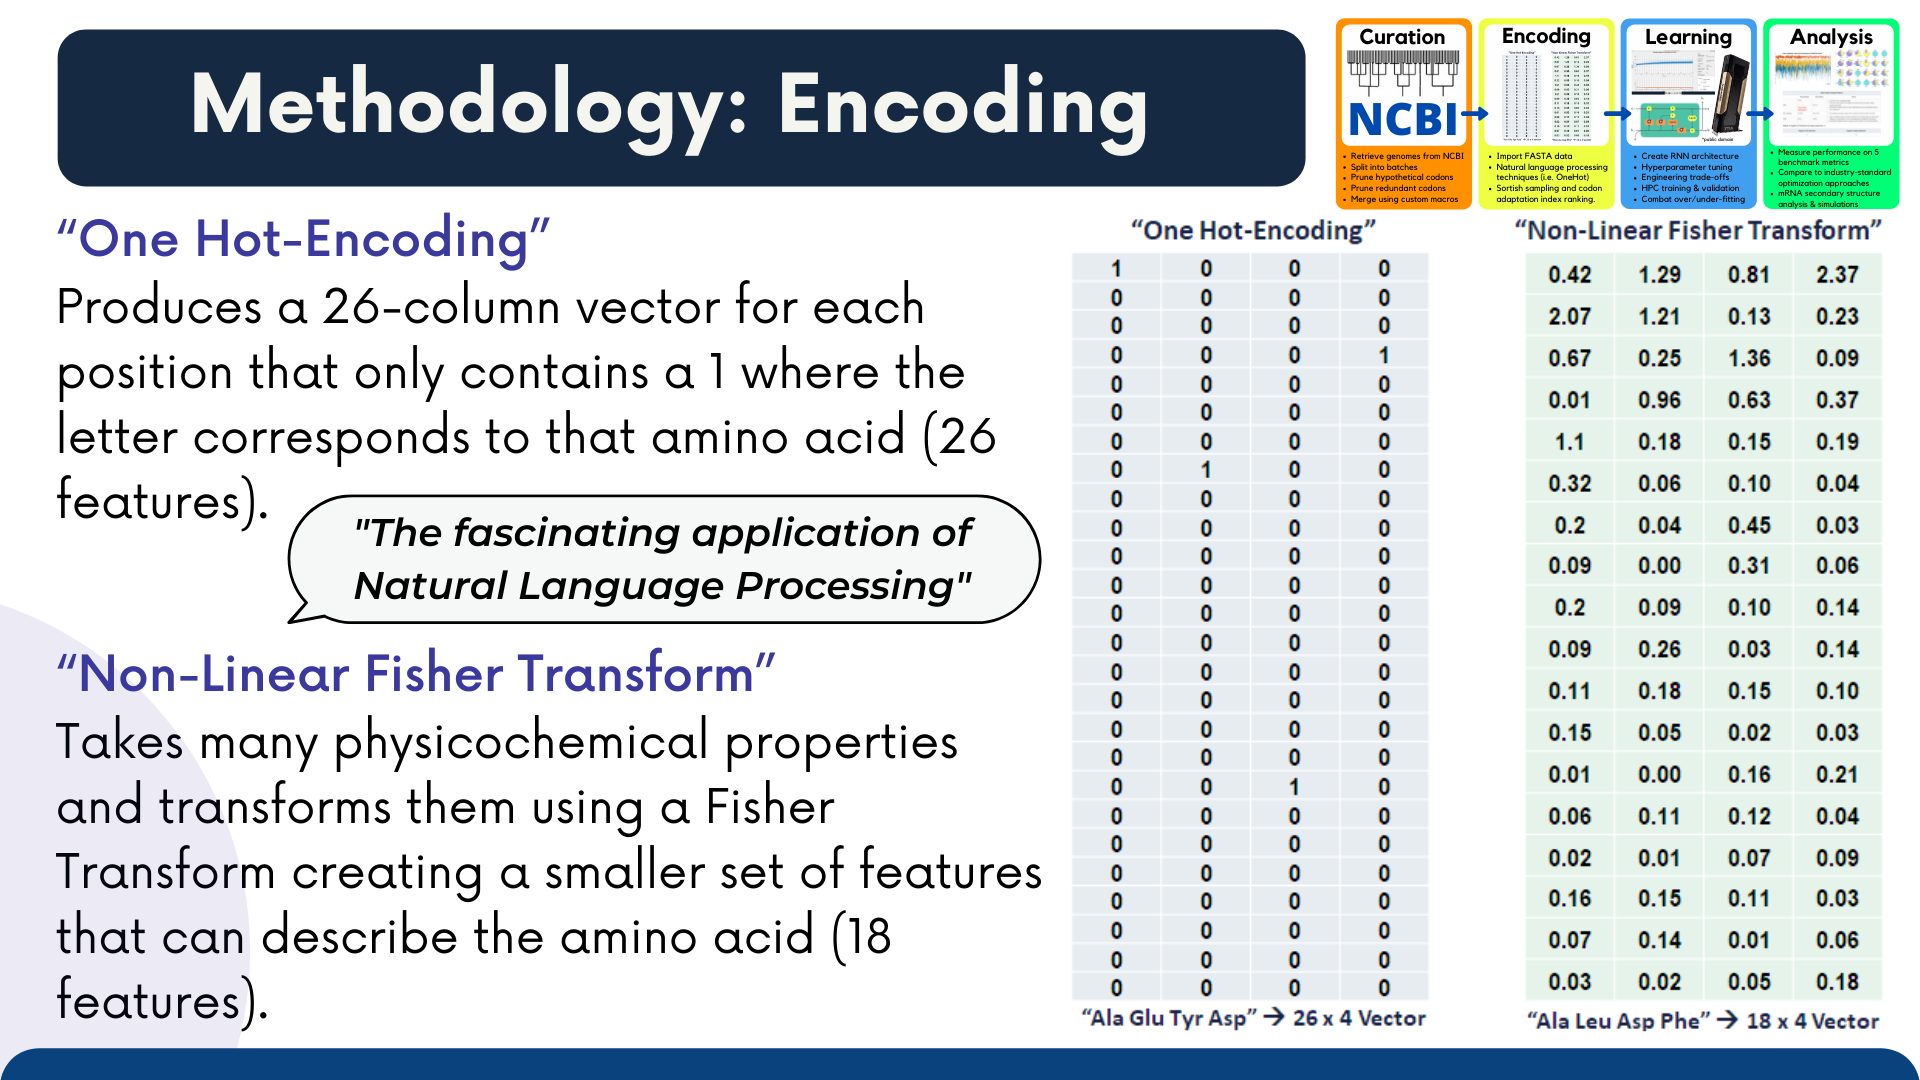 Methodology: Encoding
Curation
NCBI
• Retrieve genomes from NCBI
• Split into batches
• Prune hypothetical codons
• Prune redundant codons
• Merge using custom macros
Encoding
• Import FASTA data
• Natural language processing
techniques (i.e. OneHot)
• Sortish sampling and codon
adaptation index ranking.
Learning
*public domain
• Create RNN architecture
• Hyperparameter tuning
• Engineering trade-offs
• HPC training & validation
• Combat over/under-fitting
Analysis
• Measure performance on 5
benchmark metrics
• Compare to industry-standard
optimization approaches
• mRNA secondary structure
analysis & simulations
“One Hot-Encoding”
Produces a 26-column vector for each
position that only contains a 1 where the
letter corresponds to that amino acid (26
features).
"The fascinating application of
Natural Language Processing"
“Non-Linear Fisher Transform”
Takes many physicochemical properties
and transforms them using a Fisher
Transform creating a smaller set of features
that can describe the amino acid (18
features).
“One Hot-Encoding”
1 0 0 0
0 0 0 0
0 0 0 0
0 0 0 1
0 0 0 0
0 0 0 0
0 0 0 0
0 1 0 0
0 0 0 0
0 0 0 0
0 0 0 0
0 0 0 0
0 0 0 0
0 0 0 0
0 0 0 0
0 0 0 0
0 0 0 0
0 0 0 0
0 0 1 0
0 0 0 0
0 0 0 0
0 0 0 0
0 0 0 0
0 0 0 0
0 0 0 0
0 0 0 0
“Ala Glu Tyr Asp” → 26 x 4 Vector
“Non-Linear Fisher Transform”
0.42 1.29 0.81 2.37
2.07 1.21 0.13 0.23
0.67 0.25 1.36 0.09
0.01 0.96 0.63 0.37
1.1 0.18 0.15 0.19
0.32 0.06 0.10 0.04
0.2 0.04 0.45 0.03
0.09 0.00 0.31 0.06
0.2 0.09 0.10 0.14
0.09 0.26 0.03 0.14
0.11 0.18 0.15 0.10
0.15 0.05 0.02 0.03
0.01 0.00 0.16 0.21
0.06 0.11 0.12 0.04
0.02 0.01 0.07 0.09
0.16 0.15 0.11 0.03
0.07 0.14 0.01 0.06
0.03 0.02 0.05 0.18
“Ala Leu Asp Phe” → 18 x 4 Vector